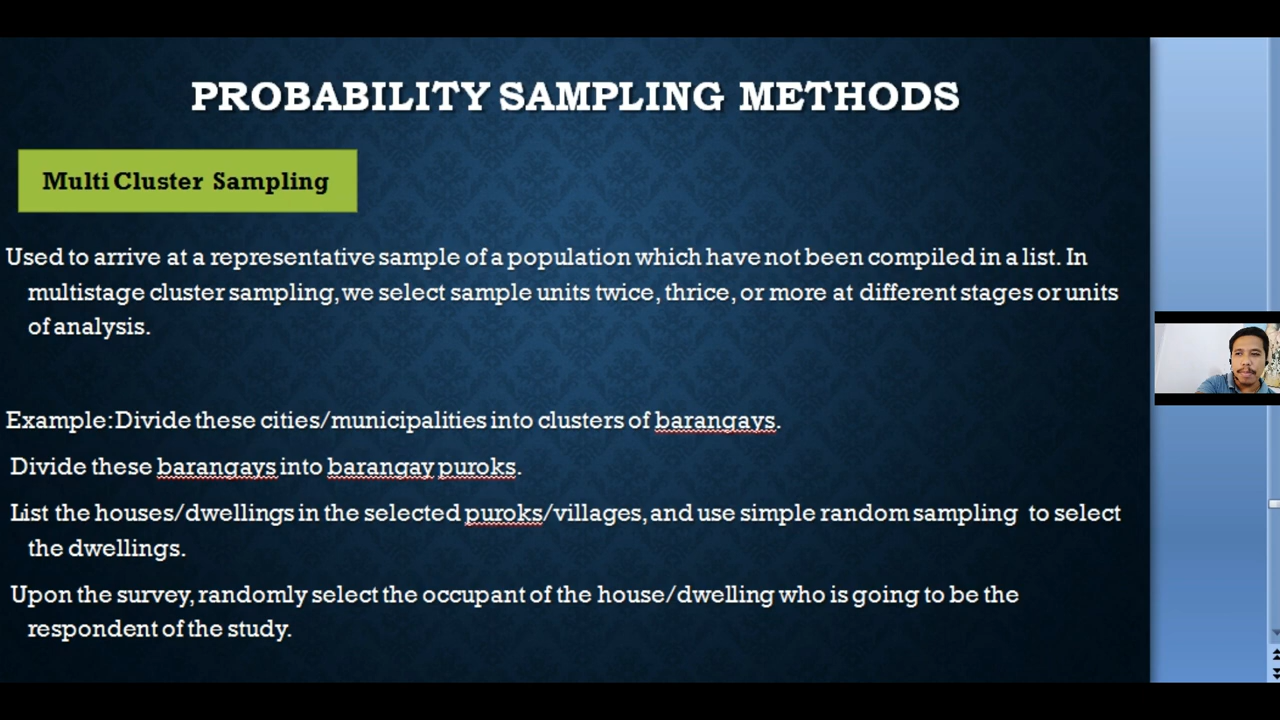 PROBABILITY SAMPLING METHODS
Multi Cluster Sampling
Used to arrive at a representative sample of a population which have not been compiled in a list. In
multistage cluster sampling, we select sample units twice, thrice, or more at different stages or units
of analysis.
Example: Divide these cities/municipalities into clusters of barangays.
Divide these barangays into barangay puroks.
List the houses/dwellings in the selected puroks/villages, and use simple random sampling to select
the dwellings.
Upon the survey, randomly select the occupant of the house/dwelling who is going to be the
respondent of the study.